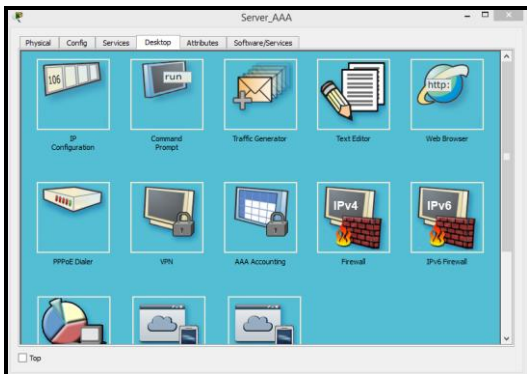 Server_AAA
Physical Config Services Desktop Attributes Software/Services
106 run http:
IP Configuration Command Prompt Traffic Generator Text Editor Web Browser
IPv4 IPv6
PPPoE Dialer VPN AAA Accounting Firewall IPv6 Firewall
Top